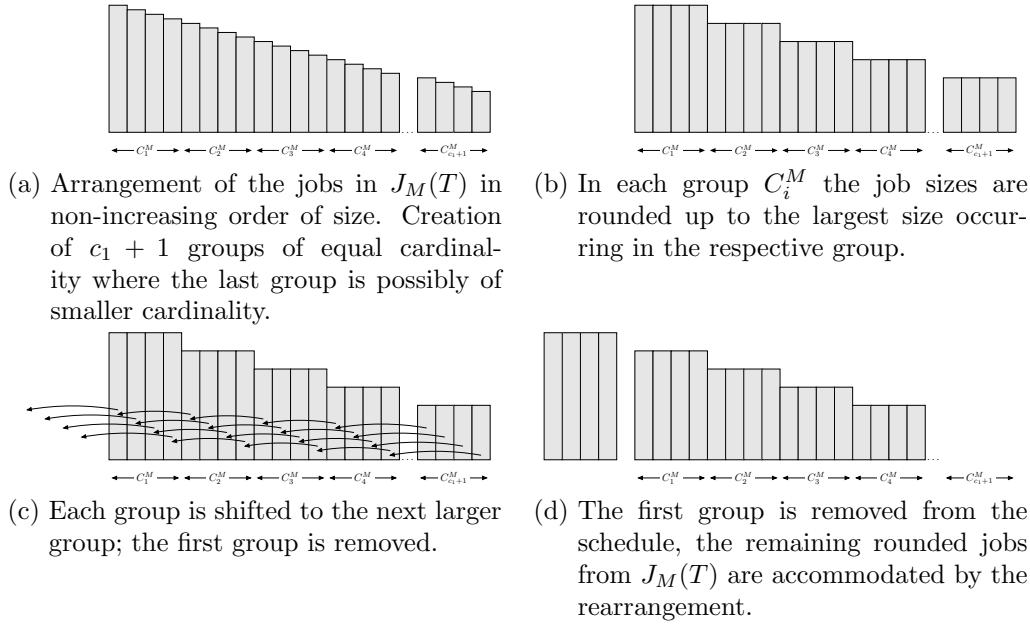 ... 
C_1^M C_2^M C_3^M C_4^M C_{c_1+1}^M
(a) Arrangement of the jobs in J_M(T) in
non-increasing order of size. Creation
of c_1 + 1 groups of equal cardinal-
ity where the last group is possibly of
smaller cardinality.
...
C_1^M C_2^M C_3^M C_4^M C_{c_1+1}^M
(b) In each group C_i^M the job sizes are
rounded up to the largest size occur-
ring in the respective group.
...
C_1^M C_2^M C_3^M C_4^M C_{c_1+1}^M
(c) Each group is shifted to the next larger
group; the first group is removed.
...
C_1^M C_2^M C_3^M C_4^M C_{c_1+1}^M
(d) The first group is removed from the
schedule, the remaining rounded jobs
from J_M(T) are accommodated by the
rearrangement.